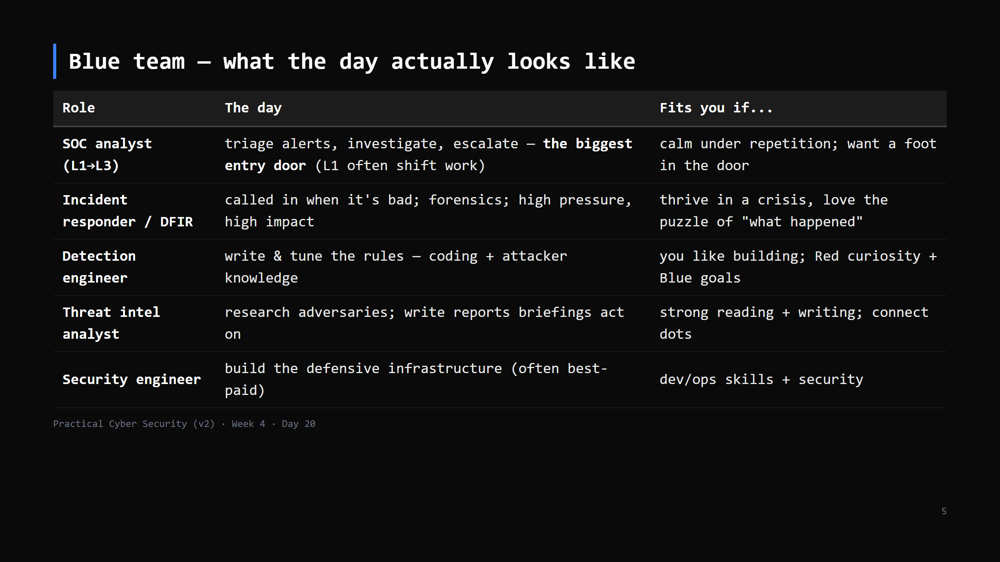 Blue team — what the day actually looks like
Role The day Fits you if...
SOC analyst triage alerts, investigate, escalate — the biggest calm under repetition; want a foot
(L1→L3) entry door (L1 often shift work) in the door
Incident called in when it's bad; forensics; high pressure, thrive in a crisis, love the
responder / DFIR high impact puzzle of "what happened"
Detection write & tune the rules — coding + attacker you like building; Red curiosity +
engineer knowledge Blue goals
Threat intel research adversaries; write reports briefings act strong reading + writing; connect
analyst on dots
build the defensive infrastructure (often best-
Security engineer dev/ops skills + security
paid)
Practical Cyber Security (v2) · Week 4 · Day 20
5